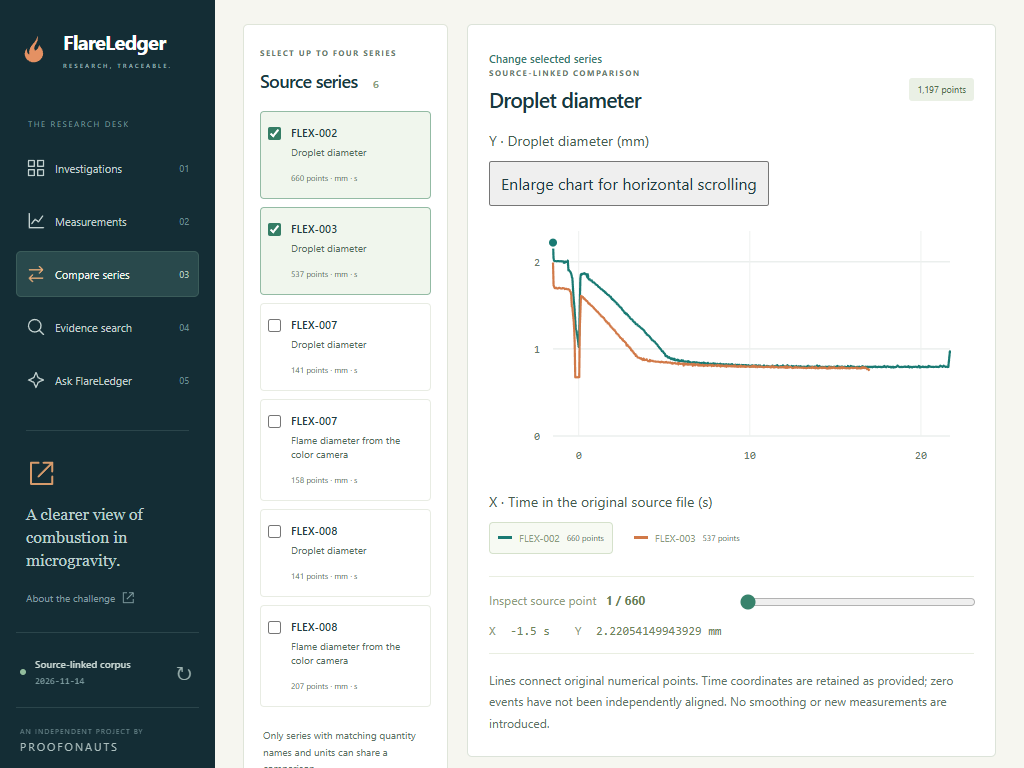 FlareLedger
RESEARCH, TRACEABLE.
THE RESEARCH DESK
Investigations 01
Measurements 02
Compare series 03
Evidence search 04
Ask FlareLedger 05
A clearer view of
combustion in
microgravity.
About the challenge
Source-linked corpus
2026-11-14
AN INDEPENDENT PROJECT BY
PROOFONAUTS
SELECT UP TO FOUR SERIES
Source series 6
FLEX-002
Droplet diameter
660 points · mm · s
FLEX-003
Droplet diameter
537 points · mm · s
FLEX-007
Droplet diameter
141 points · mm · s
FLEX-007
Flame diameter from the
color camera
158 points · mm · s
FLEX-008
Droplet diameter
141 points · mm · s
FLEX-008
Flame diameter from the
color camera
207 points · mm · s
Only series with matching quantity
names and units can share a
Change selected series
SOURCE-LINKED COMPARISON
Droplet diameter
1,197 points
Y · Droplet diameter (mm)
Enlarge chart for horizontal scrolling
2
1
0
0 10 20
X · Time in the original source file (s)
FLEX-002 660 points FLEX-003 537 points
Inspect source point 1 / 660
X -1.5 s Y 2.22054149943929 mm
Lines connect original numerical points. Time coordinates are retained as provided; zero
events have not been independently aligned. No smoothing or new measurements are
introduced.